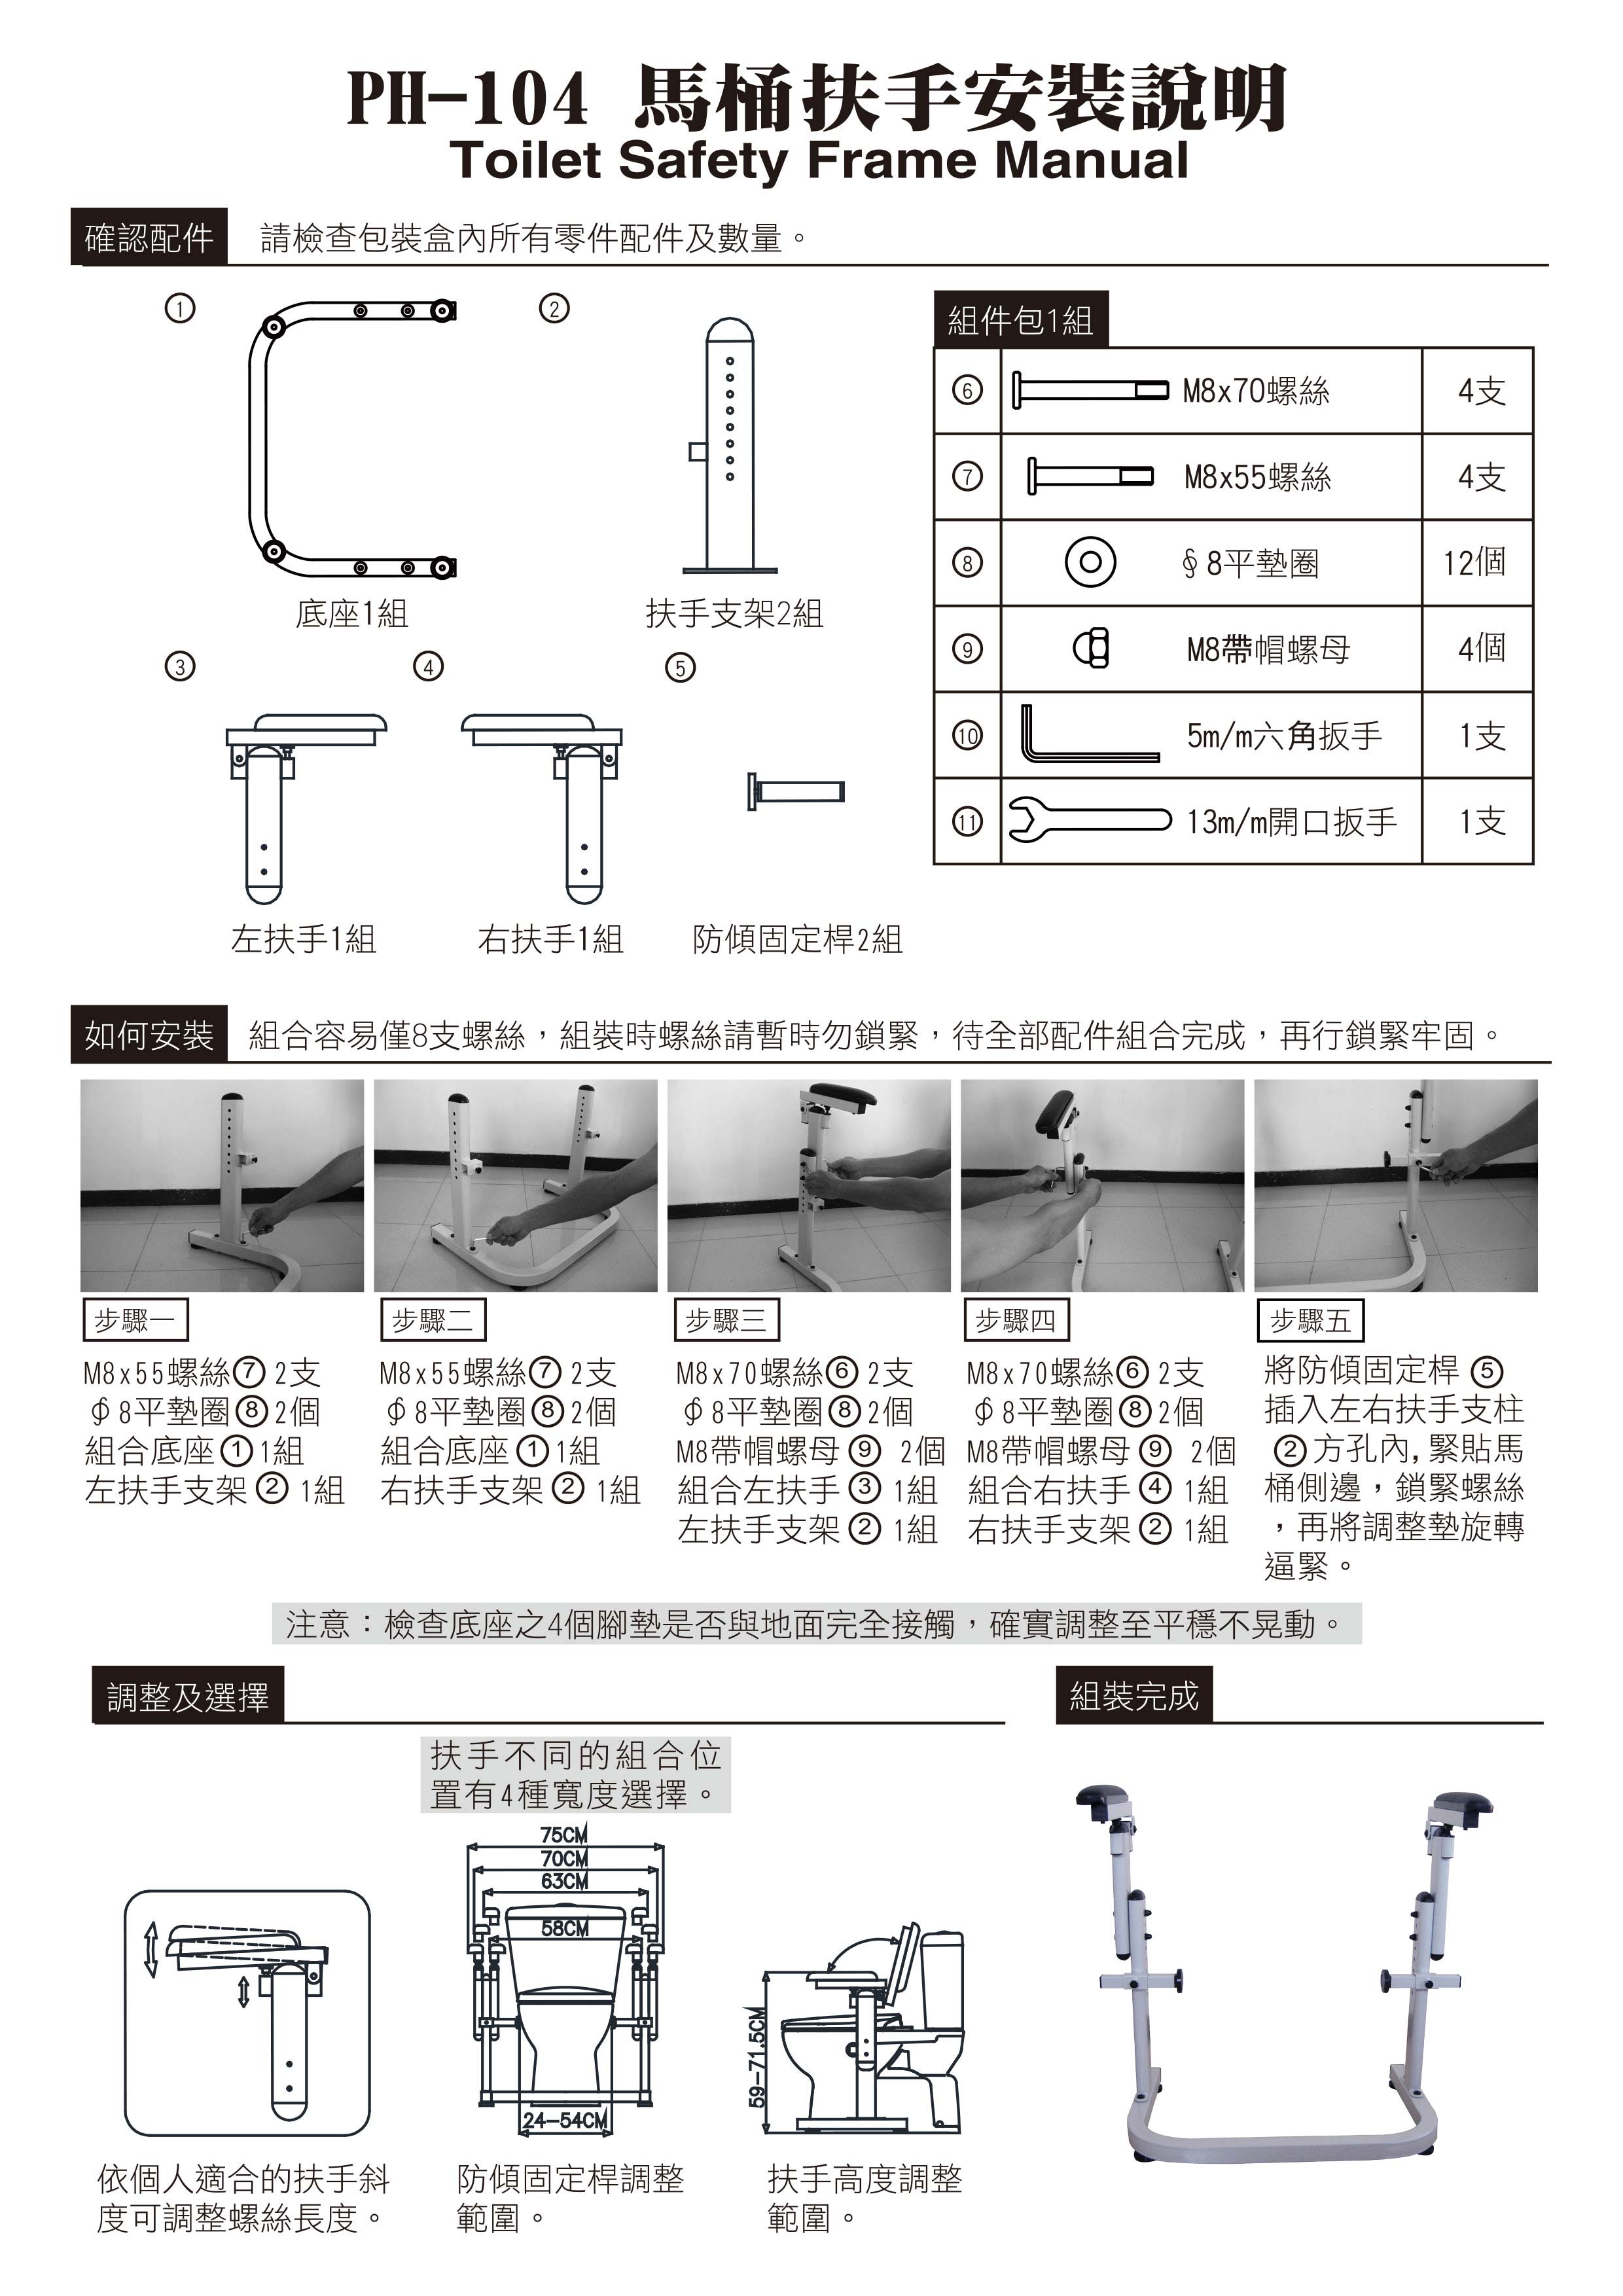 PH-104 馬桶扶手安裝說明
Toilet Safety Frame Manual
確認配件 請檢查包裝盒內所有零件配件及數量。
① ②
底座1組 扶手支架2組
③ ④ ⑤
左扶手1組 右扶手1組 防傾固定桿2組
組件包1組
⑥ M8x70螺絲 4支
⑦ M8x55螺絲 4支
⑧ ∮8平墊圈 12個
⑨ M8帶帽螺母 4個
⑩ 5m/m六角扳手 1支
⑪ 13m/m開口扳手 1支
如何安裝 組合容易僅8支螺絲，組裝時螺絲請暫時勿鎖緊，待全部配件組合完成，再行鎖緊牢固。
步驟一
M8x55螺絲⑦ 2支
∮8平墊圈⑧2個
組合底座①1組
左扶手支架② 1組
步驟二
M8x55螺絲⑦ 2支
∮8平墊圈⑧2個
組合底座①1組
右扶手支架② 1組
步驟三
M8x70螺絲⑥ 2支
∮8平墊圈⑧2個
M8帶帽螺母⑨ 2個
組合左扶手③ 1組
左扶手支架② 1組
步驟四
M8x70螺絲⑥ 2支
∮8平墊圈⑧2個
M8帶帽螺母⑨ 2個
組合右扶手④ 1組
右扶手支架② 1組
步驟五
將防傾固定桿⑤
插入左右扶手支柱
②方孔內,緊貼馬
桶側邊，鎖緊螺絲
，再將調整墊旋轉
逼緊。
注意：檢查底座之4個腳墊是否與地面完全接觸，確實調整至平穩不晃動。
調整及選擇
扶手不同的組合位
置有4種寬度選擇。
75CM
70CM
63CM
58CM
24-54CM
59-71.5CM
依個人適合的扶手斜
度可調整螺絲長度。
防傾固定桿調整
範圍。
扶手高度調整
範圍。
組裝完成